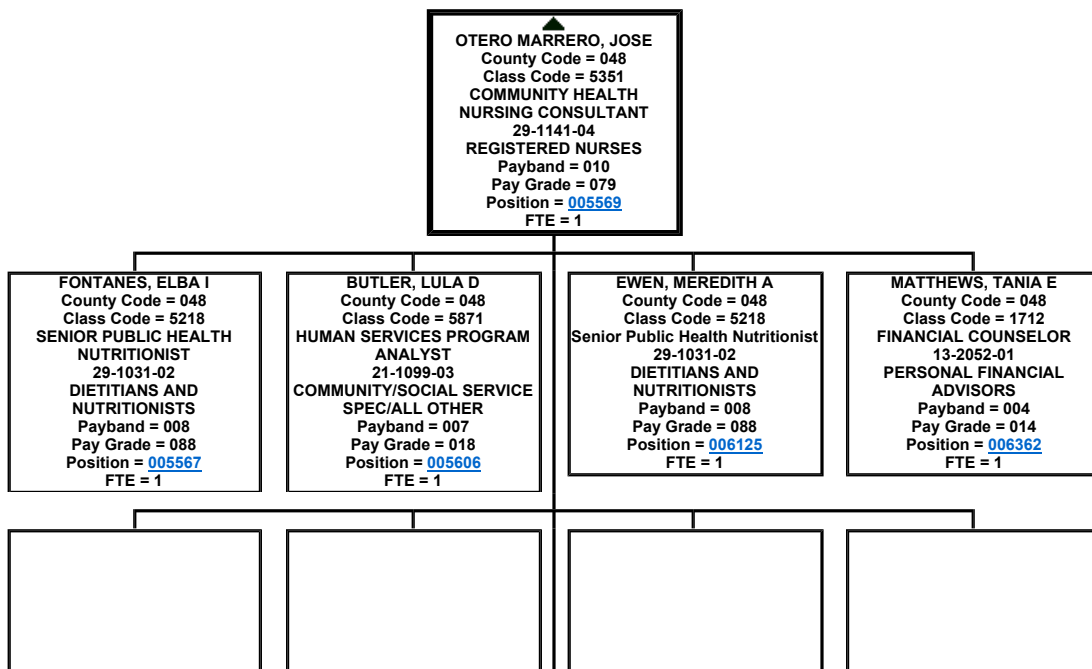 OTERO MARRERO, JOSE
County Code = 048
Class Code = 5351
COMMUNITY HEALTH
NURSING CONSULTANT
29-1141-04
REGISTERED NURSES
Payband = 010
Pay Grade = 079
Position = 005569
FTE = 1
FONTANES, ELBA I
County Code = 048
Class Code = 5218
SENIOR PUBLIC HEALTH
NUTRITIONIST
29-1031-02
DIETITIANS AND
NUTRITIONISTS
Payband = 008
Pay Grade = 088
Position = 005567
FTE = 1
BUTLER, LULA D
County Code = 048
Class Code = 5871
HUMAN SERVICES PROGRAM
ANALYST
21-1099-03
COMMUNITY/SOCIAL SERVICE
SPEC/ALL OTHER
Payband = 007
Pay Grade = 018
Position = 005606
FTE = 1
EWEN, MEREDITH A
County Code = 048
Class Code = 5218
Senior Public Health Nutritionist
29-1031-02
DIETITIANS AND
NUTRITIONISTS
Payband = 008
Pay Grade = 088
Position = 006125
FTE = 1
MATTHEWS, TANIA E
County Code = 048
Class Code = 1712
FINANCIAL COUNSELOR
13-2052-01
PERSONAL FINANCIAL
ADVISORS
Payband = 004
Pay Grade = 014
Position = 006362
FTE = 1